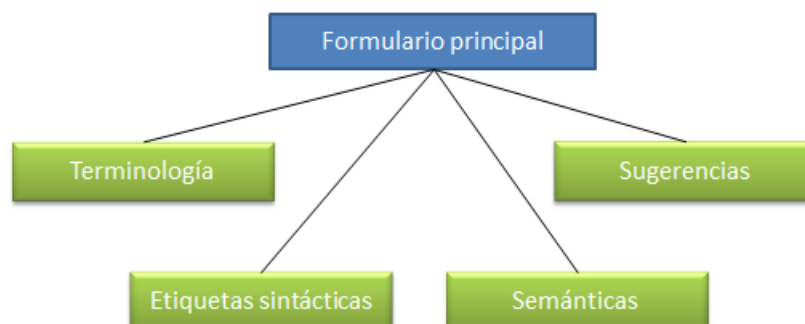 Formulario principal
Terminología
Sugerencias
Etiquetas sintácticas
Semánticas